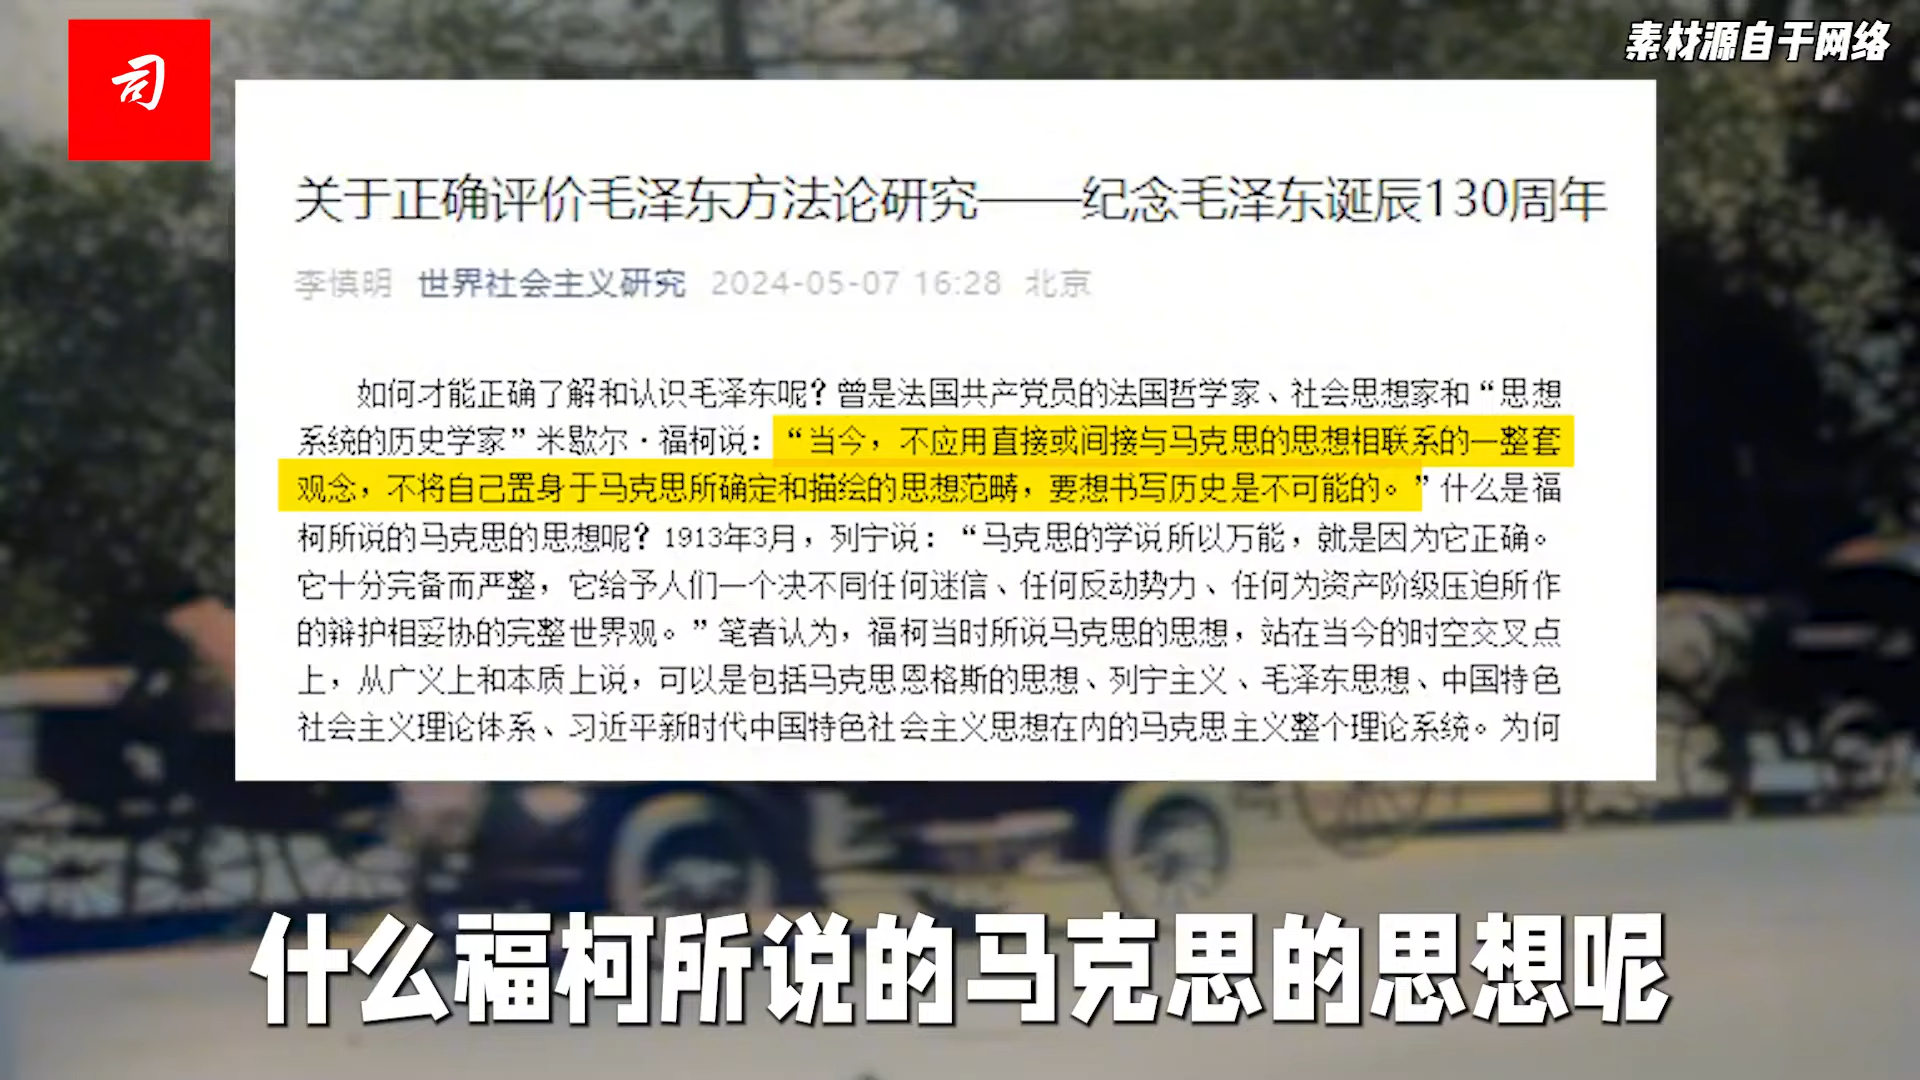 司
素材源自于网络
关于正确评价毛泽东方法论研究——纪念毛泽东诞辰130周年
李慎明 世界社会主义研究 2024-05-07 16:28 北京
如何才能正确了解和认识毛泽东呢？曾是法国共产党员的法国哲学家、社会思想家和“思想
系统的历史学家”米歇尔·福柯说：“当今，不应用直接或间接与马克思的思想相联系的一整套
观念，不将自己置身于马克思所确定和描绘的思想范畴，要想书写历史是不可能的。”什么是福
柯所说的马克思的思想呢？1913年3月，列宁说：“马克思的学说所以万能，就是因为它正确。
它十分完备而严整，它给予人们一个决不同任何迷信、任何反动势力、任何为资产阶级压迫所作
的辩护相妥协的完整世界观。”笔者认为，福柯当时所说马克思的思想，站在当今的时空交叉点
上，从广义上和本质上说，可以是包括马克思恩格斯的思想、列宁主义、毛泽东思想、中国特色
社会主义理论体系、习近平新时代中国特色社会主义思想在内的马克思主义整个理论系统。为何
什么福柯所说的马克思的思想呢